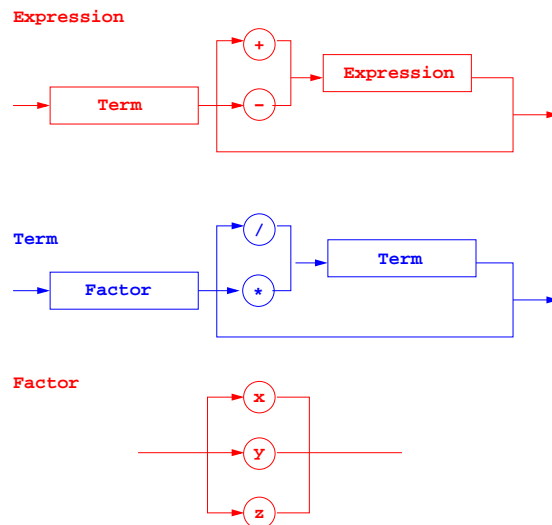 Expression
+
Expression
Term
-
Term
/
Term
Factor
*
Factor
x
y
z